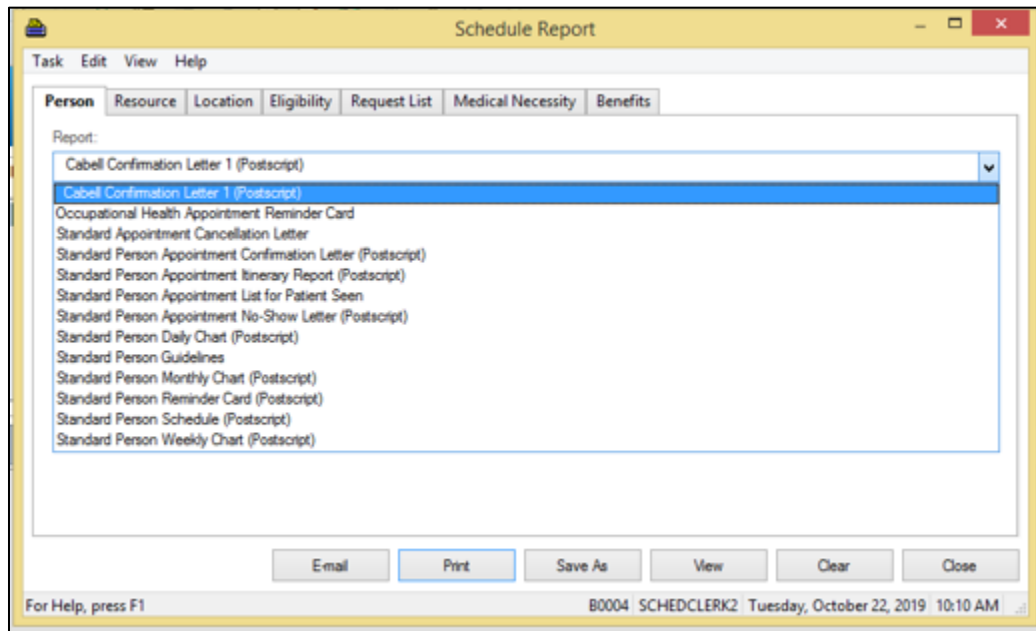 Schedule Report
Task Edit View Help
Person Resource Location Eligibility Request List Medical Necessity Benefits
Report:
Cabell Confirmation Letter 1 (Postscript)
Cabell Confirmation Letter 1 (Postscript)
Occupational Health Appointment Reminder Card
Standard Appointment Cancellation Letter
Standard Person Appointment Confirmation Letter (Postscript)
Standard Person Appointment Itinerary Report (Postscript)
Standard Person Appointment List for Patient Seen
Standard Person Appointment No-Show Letter (Postscript)
Standard Person Daily Chart (Postscript)
Standard Person Guidelines
Standard Person Monthly Chart (Postscript)
Standard Person Reminder Card (Postscript)
Standard Person Schedule (Postscript)
Standard Person Weekly Chart (Postscript)
E-mail Print Save As View Clear Close
For Help, press F1 B0004 SCHEDCLERK2 Tuesday, October 22, 2019 10:10 AM